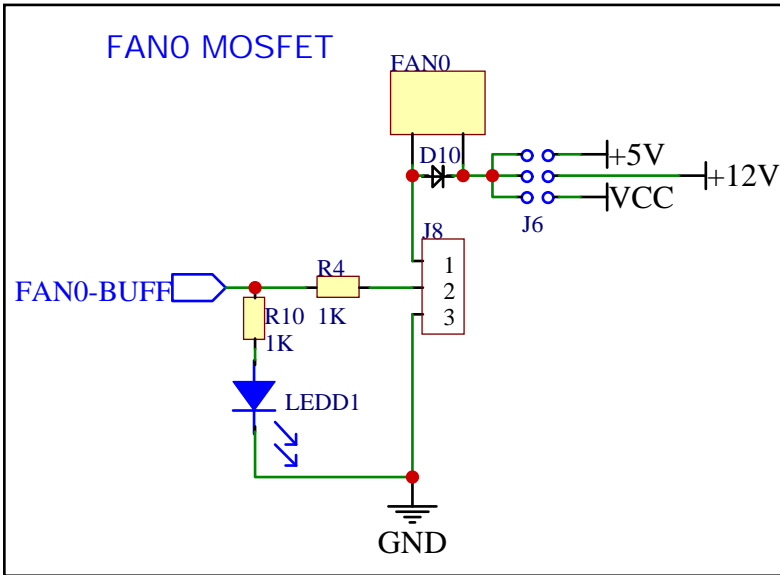 FAN0 MOSFET
FAN0
D10
+5V
+12V
VCC
J6
J8
1
2
3
FAN0-BUFF
R4
1K
R10
1K
LEDD1
GND